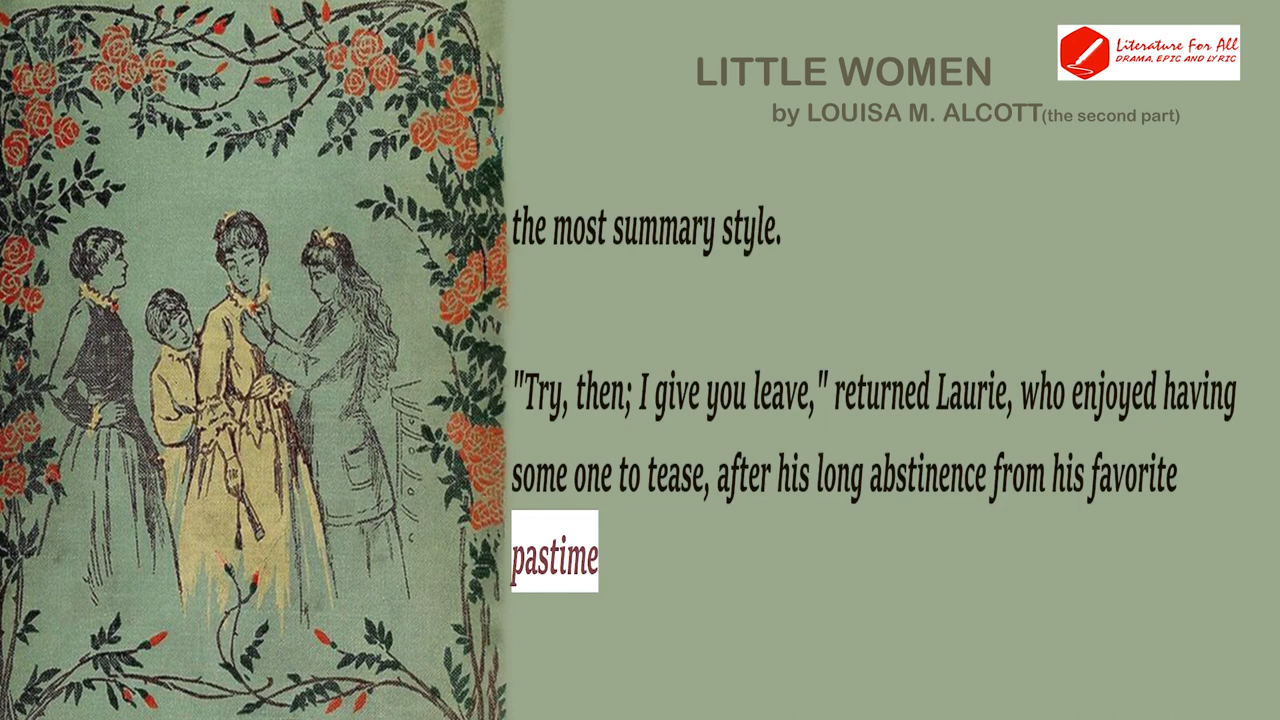 LITTLE WOMEN
by LOUISA M. ALCOTT(the second part)
Literature For All
DRAMA, EPIC AND LYRIC
the most summary style.
"Try, then; I give you leave," returned Laurie, who enjoyed having
some one to tease, after his long abstinence from his favorite
pastime